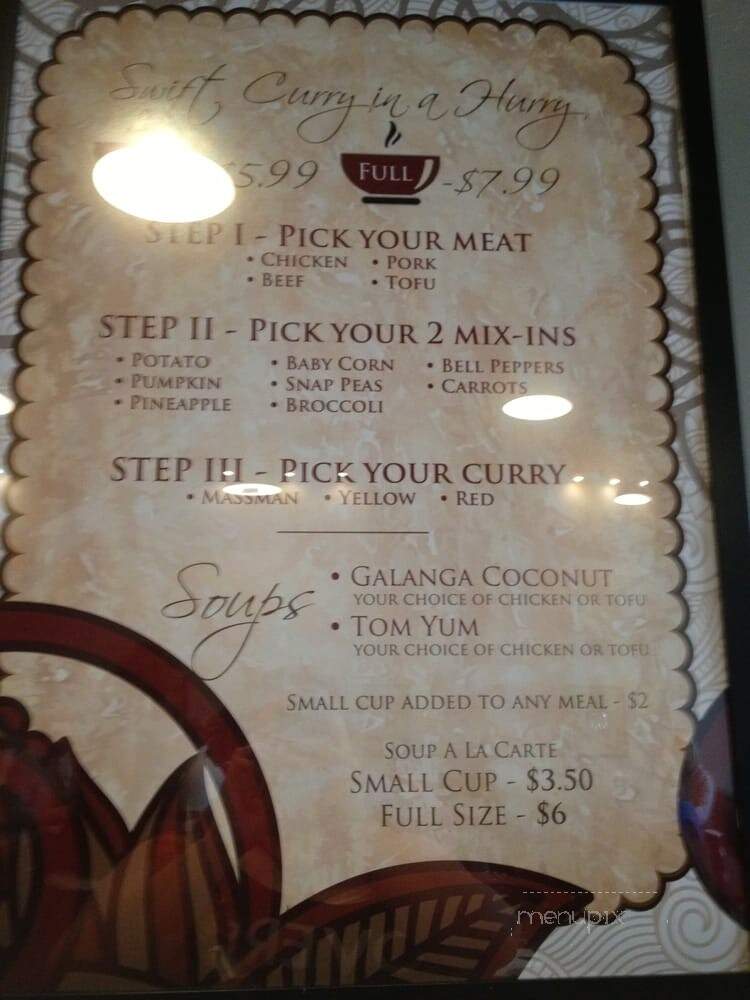 Swift Curry in a Hurry
$5.99 FULL - $7.99
STEP I - PICK YOUR MEAT
• CHICKEN • PORK
• BEEF • TOFU
STEP II - PICK YOUR 2 MIX-INS
• POTATO • BABY CORN • BELL PEPPERS
• PUMPKIN • SNAP PEAS • CARROTS
• PINEAPPLE • BROCCOLI
STEP III - PICK YOUR CURRY
• MASSMAN • YELLOW • RED
Soups
• GALANGA COCONUT
YOUR CHOICE OF CHICKEN OR TOFU
• TOM YUM
YOUR CHOICE OF CHICKEN OR TOFU
SMALL CUP ADDED TO ANY MEAL - $2
SOUP A LA CARTE
SMALL CUP - $3.50
FULL SIZE - $6
menupix